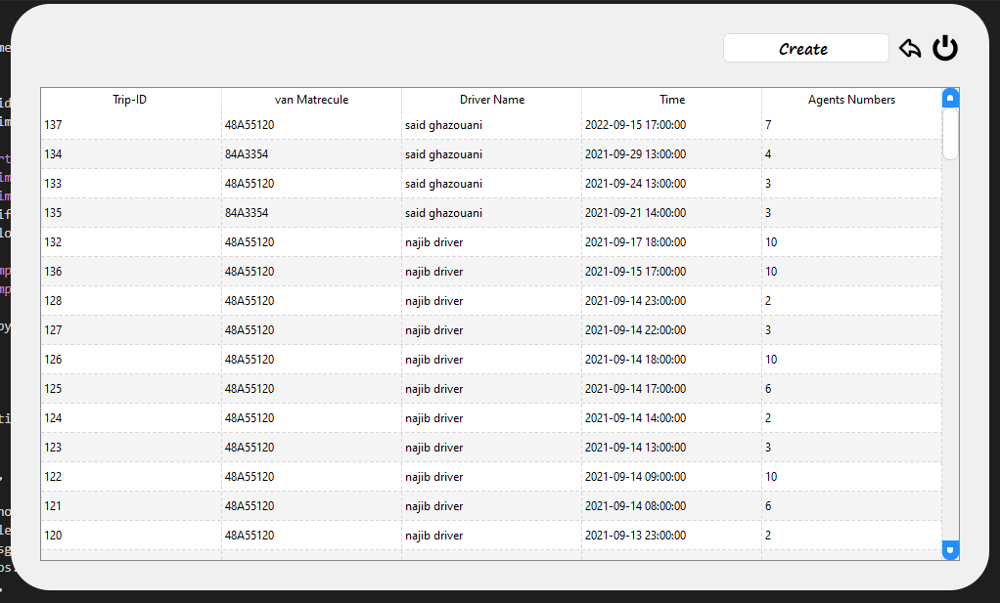 Create
Trip-ID van Matrecule Driver Name Time Agents Numbers
137 48A55120 said ghazouani 2022-09-15 17:00:00 7
134 84A3354 said ghazouani 2021-09-29 13:00:00 4
133 48A55120 said ghazouani 2021-09-24 13:00:00 3
135 84A3354 said ghazouani 2021-09-21 14:00:00 3
132 48A55120 najib driver 2021-09-17 18:00:00 10
136 48A55120 najib driver 2021-09-15 17:00:00 10
128 48A55120 najib driver 2021-09-14 23:00:00 2
127 48A55120 najib driver 2021-09-14 22:00:00 3
126 48A55120 najib driver 2021-09-14 18:00:00 10
125 48A55120 najib driver 2021-09-14 17:00:00 6
124 48A55120 najib driver 2021-09-14 14:00:00 2
123 48A55120 najib driver 2021-09-14 13:00:00 3
122 48A55120 najib driver 2021-09-14 09:00:00 10
121 48A55120 najib driver 2021-09-14 08:00:00 6
120 48A55120 najib driver 2021-09-13 23:00:00 2